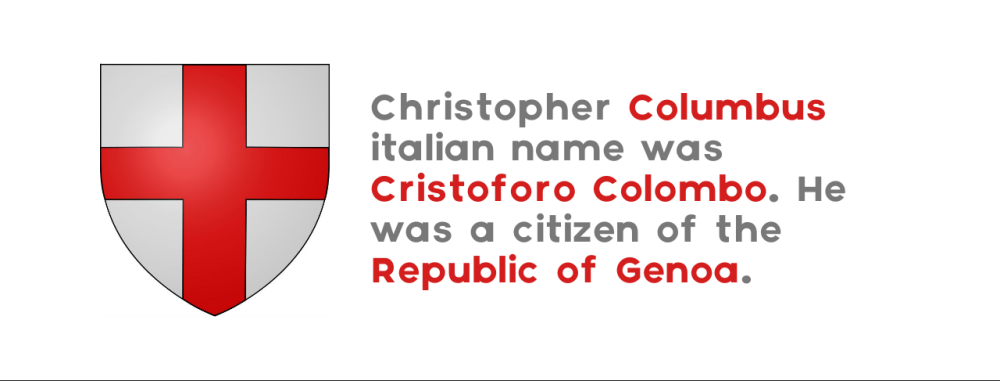 Christopher Columbus
italian name was
Cristoforo Colombo. He
was a citizen of the
Republic of Genoa.